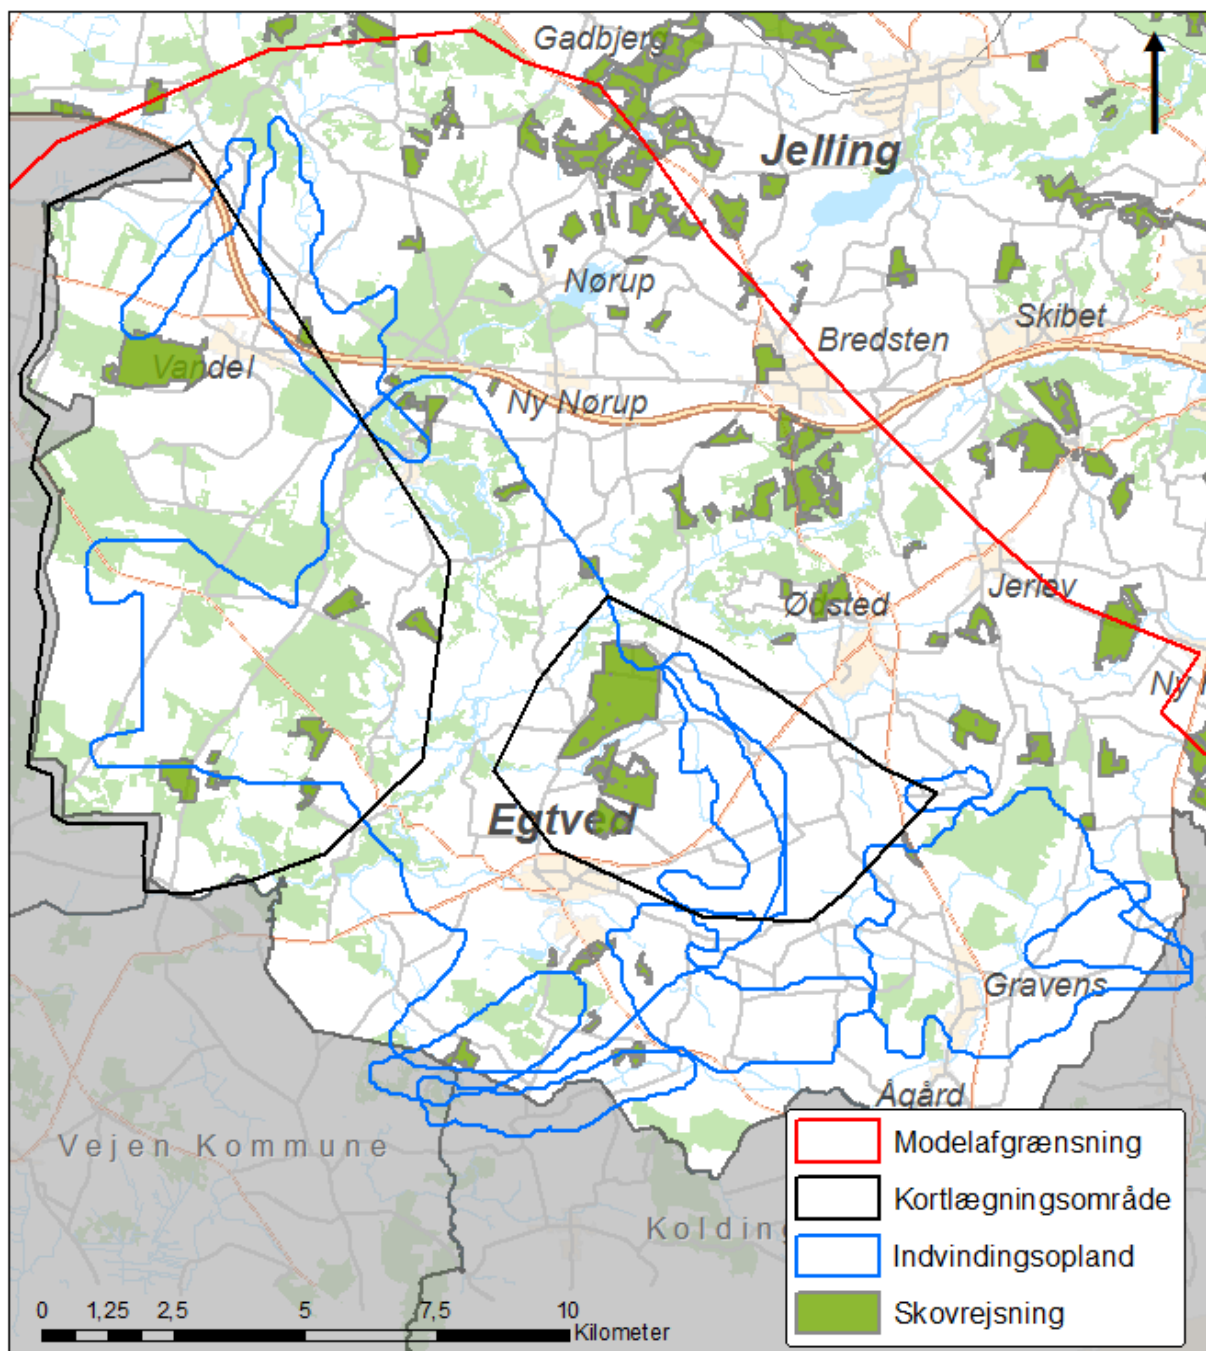 Gadbjerg
Jelling
Nørup
Skibet
Bredsten
Vandel
Ny Nørup
Jerlev
Ødsted
Ny
Egtved
Gravens
Ågård
Vejen Kommune
Kolding
Modelafgrænsning
Kortlægningsområde
Indvindingsopland
Skovrejsning
0 1,25 2,5 5 7,5 10
Kilometer